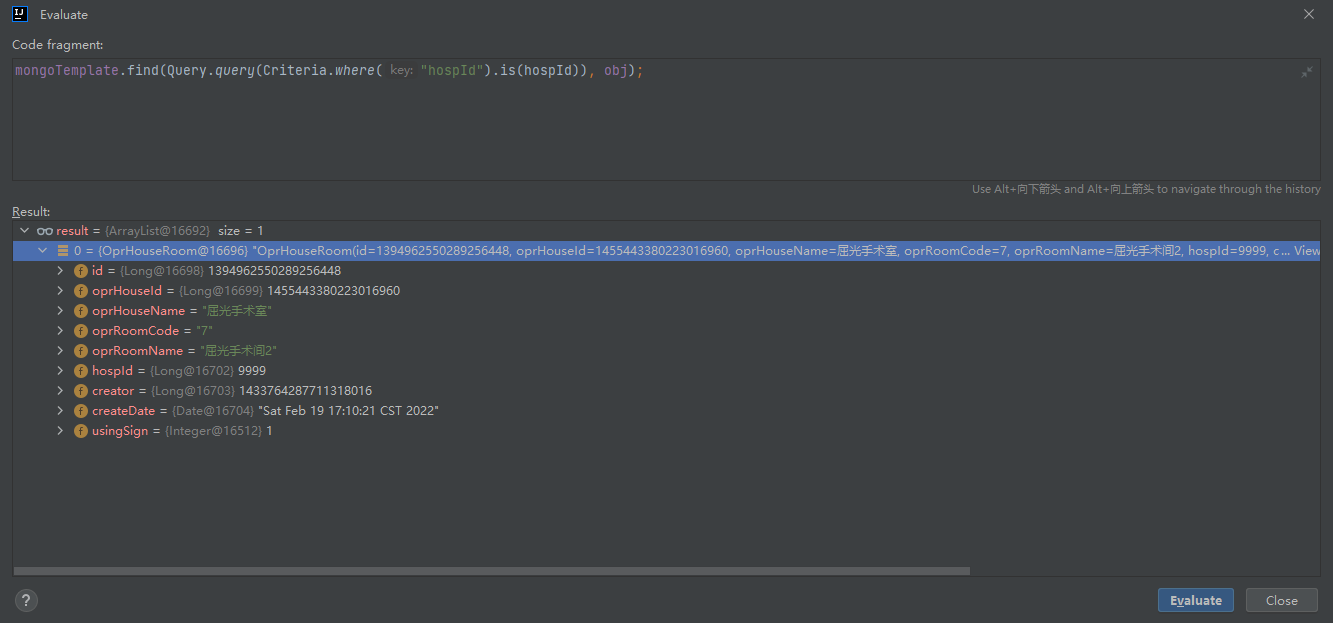 Evaluate
Code fragment:
mongoTemplate.find(Query.query(Criteria.where( key: "hospId").is(hospId)), obj);
Use Alt+向下箭头 and Alt+向上箭头 to navigate through the history
Result:
result = {ArrayList@16692} size = 1
0 = {OprHouseRoom@16696} "OprHouseRoom(id=1394962550289256448, oprHouseId=1455443380223016960, oprHouseName=屈光手术室, oprRoomCode=7, oprRoomName=屈光手术间2, hospId=9999, c... View
id = {Long@16698} 1394962550289256448
oprHouseId = {Long@16699} 1455443380223016960
oprHouseName = "屈光手术室"
oprRoomCode = "7"
oprRoomName = "屈光手术间2"
hospId = {Long@16702} 9999
creator = {Long@16703} 1433764287711318016
createDate = {Date@16704} "Sat Feb 19 17:10:21 CST 2022"
usingSign = {Integer@16512} 1
Evaluate
Close